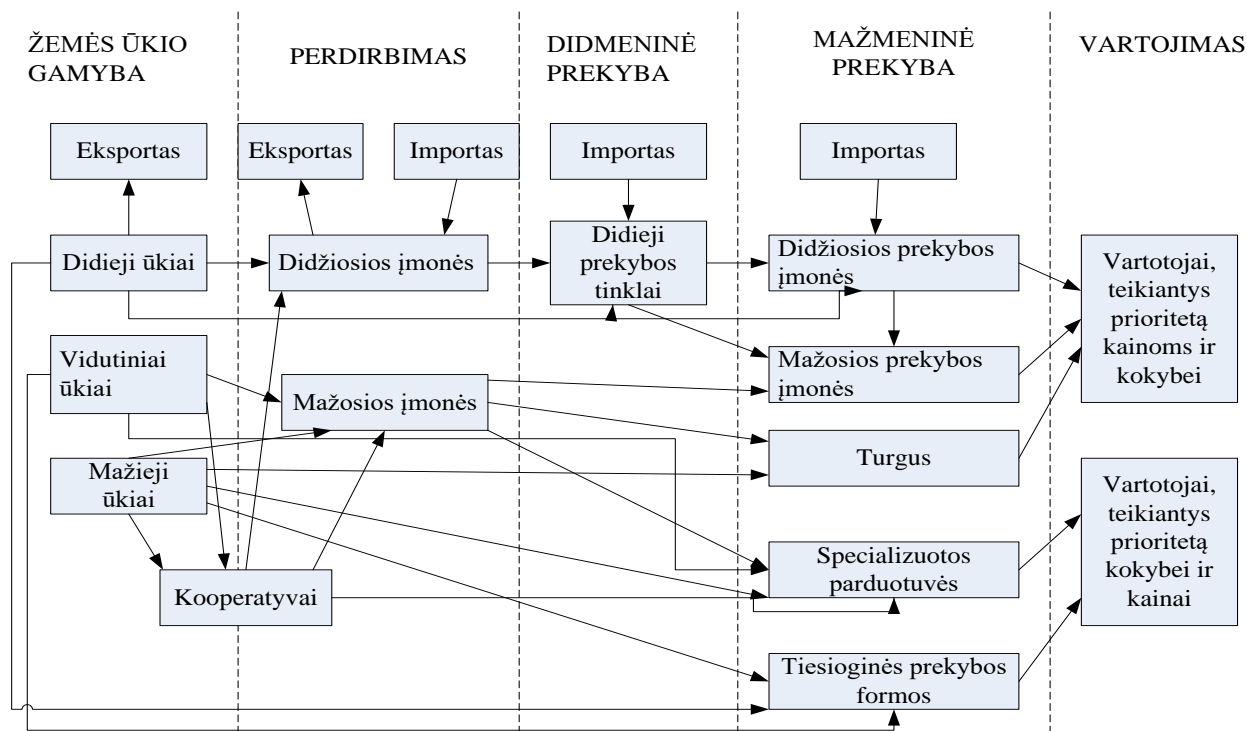 ŽEMĖS ŪKIO
GAMYBA
PERDIRBIMAS
DIDMENINĖ
PREKYBA
MAŽMENINĖ
PREKYBA
VARTOJIMAS
Eksportas
Eksportas
Importas
Importas
Importas
Didieji ūkiai
Didžiosios įmonės
Didieji
prekybos
tinklai
Didžiosios prekybos
įmonės
Vartotojai,
teikiantys
prioritetą
kainoms ir
kokybei
Vidutiniai
ūkiai
Mažosios įmonės
Mažosios prekybos
įmonės
Turgus
Mažieji
ūkiai
Vartotojai,
teikiantys
prioritetą
kokybei ir
kainai
Kooperatyvai
Specializuotos
parduotuvės
Tiesioginės prekybos
formos